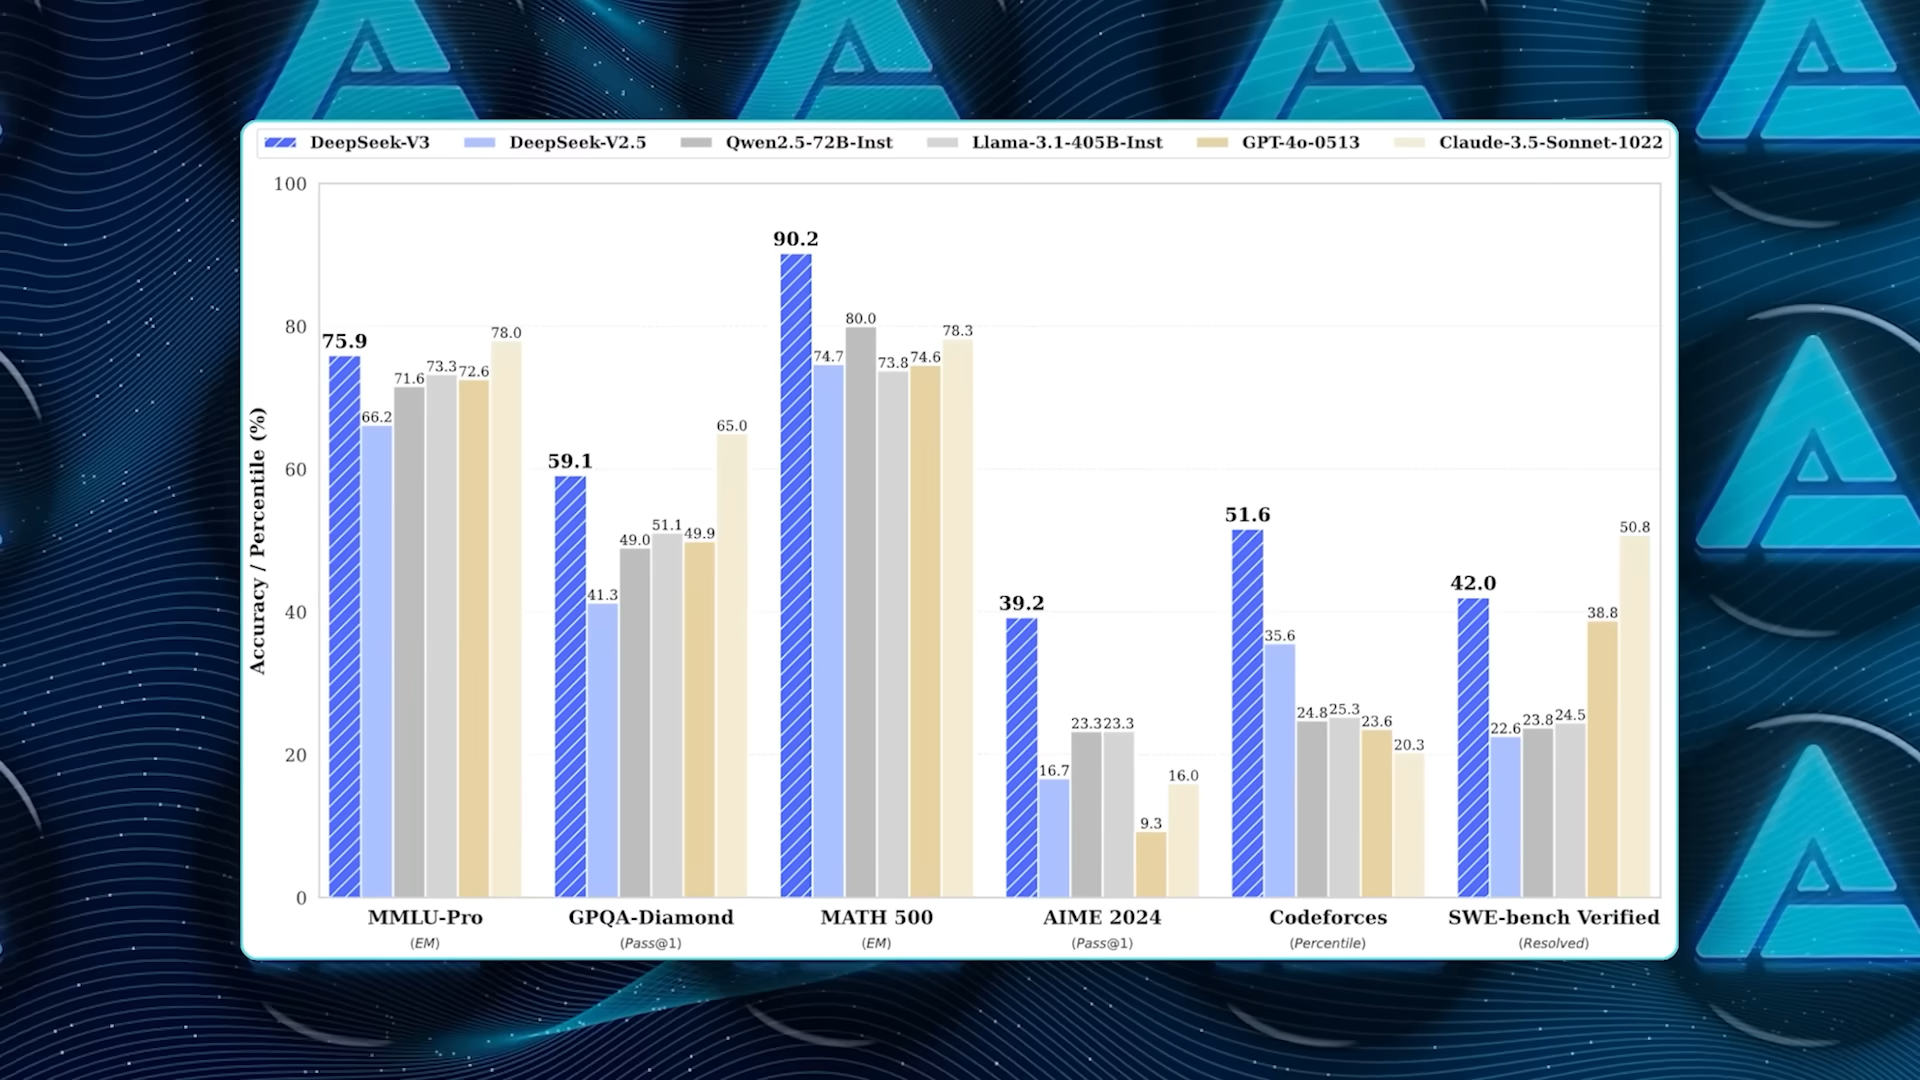 DeepSeek-V3 DeepSeek-V2.5 Qwen2.5-72B-Inst Llama-3.1-405B-Inst GPT-4o-0513 Claude-3.5-Sonnet-1022
Accuracy / Percentile (%)
100
80
60
40
20
0
75.9 66.2 71.6 73.3 72.6 78.0
59.1 41.3 49.0 51.1 49.9 65.0
90.2 74.7 80.0 73.8 74.6 78.3
39.2 16.7 23.3 23.3 9.3 16.0
51.6 35.6 24.8 25.3 23.6 20.3
42.0 22.6 23.8 24.5 38.8 50.8
MMLU-Pro GPQA-Diamond MATH 500 AIME 2024 Codeforces SWE-bench Verified
(EM) (Pass@1) (EM) (Pass@1) (Percentile) (Resolved)